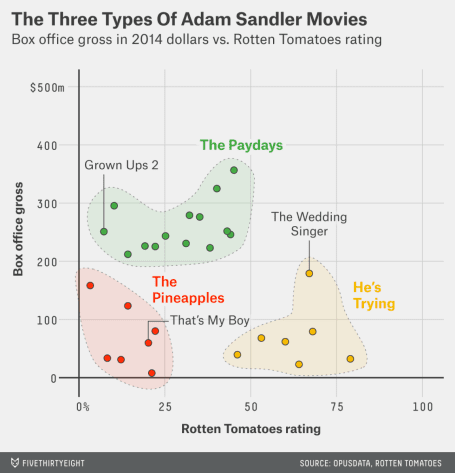 The Three Types Of Adam Sandler Movies
Box office gross in 2014 dollars vs. Rotten Tomatoes rating
$500m
400
300
200
100
0
Box office gross
The Paydays
Grown Ups 2
The Wedding
Singer
The
Pineapples
He's
Trying
That's My Boy
0%
25
50
75
100
Rotten Tomatoes rating
FIVETHIRTYEIGHT
SOURCE: OPUSDATA, ROTTEN TOMATOES